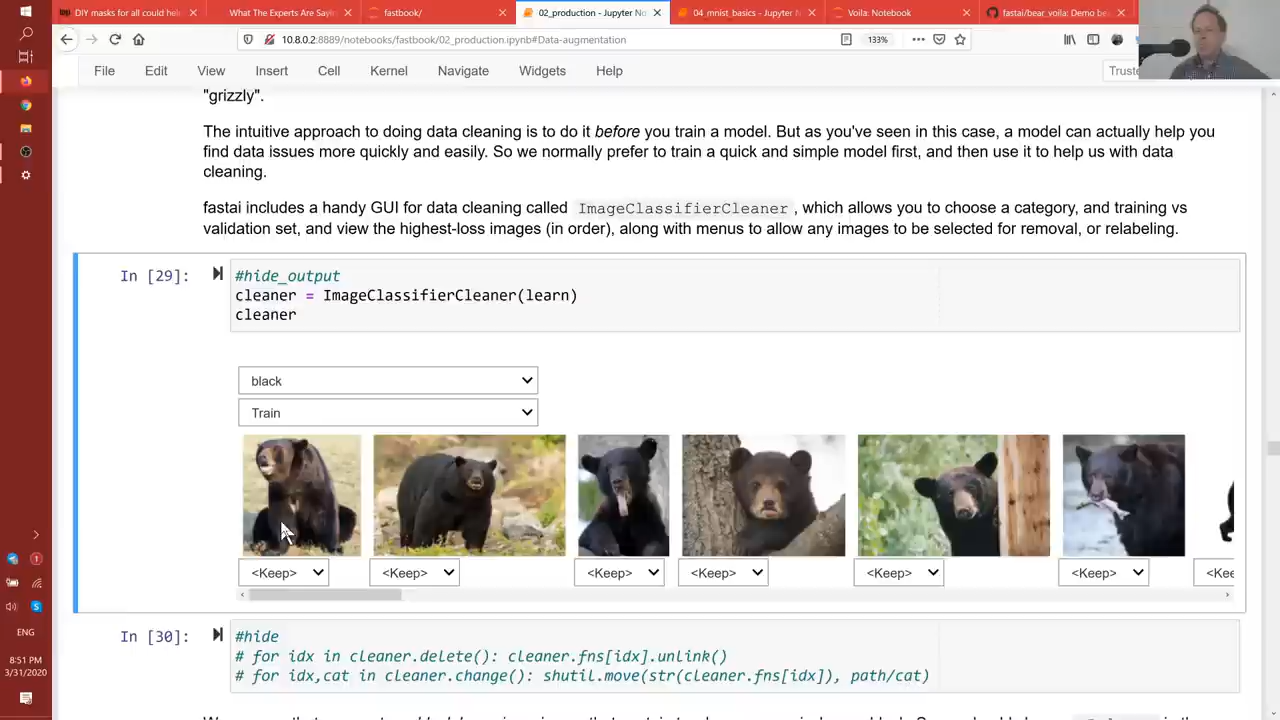 DIY masks for all could help
What The Experts Are Sayin
fastbook/
02_production - Jupyter No
04_mnist_basics - Jupyter N
Voila: Notebook
fastai/bear_voila: Demo be
10.8.0.2:8889/notebooks/fastbook/02_production.ipynb#Data-augmentation
133%
File Edit View Insert Cell Kernel Navigate Widgets Help
Truste
"grizzly".
The intuitive approach to doing data cleaning is to do it before you train a model. But as you've seen in this case, a model can actually help you
find data issues more quickly and easily. So we normally prefer to train a quick and simple model first, and then use it to help us with data
cleaning.
fastai includes a handy GUI for data cleaning called ImageClassifierCleaner, which allows you to choose a category, and training vs
validation set, and view the highest-loss images (in order), along with menus to allow any images to be selected for removal, or relabeling.
In [29]:
#hide_output
cleaner = ImageClassifierCleaner(learn)
cleaner
black
Train
<Keep> <Keep> <Keep> <Keep> <Keep> <Keep> <Kee
In [30]:
#hide
# for idx in cleaner.delete(): cleaner.fns[idx].unlink()
# for idx,cat in cleaner.change(): shutil.move(str(cleaner.fns[idx]), path/cat)
ENG
8:51 PM
3/31/2020